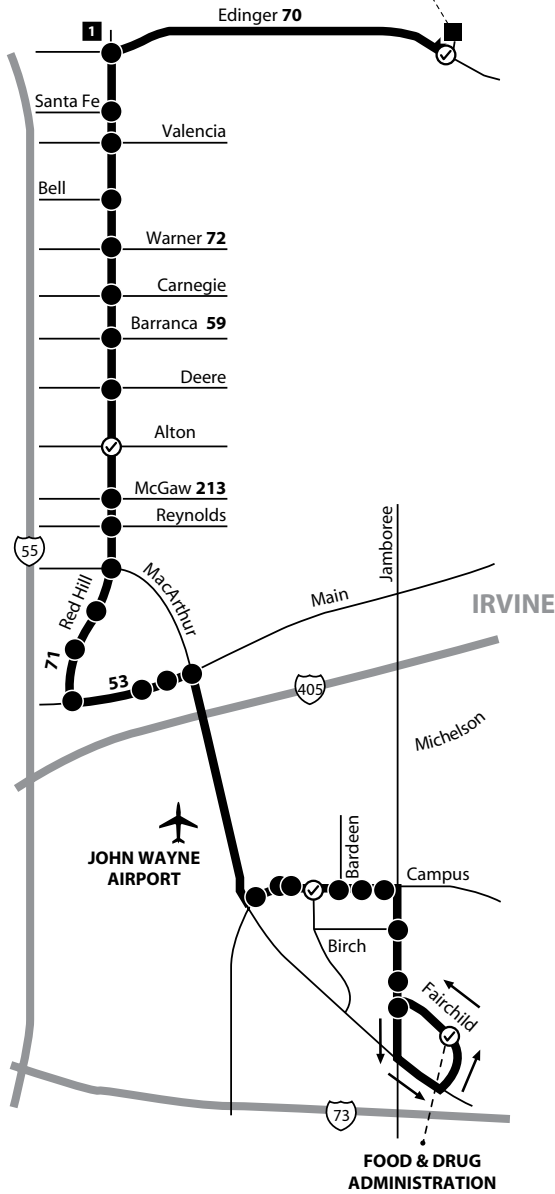 Edinger 70
1
Santa Fe
Valencia
Bell
Warner 72
Carnegie
Barranca 59
Deere
Alton
McGaw 213
Reynolds
55
Red Hill
MacArthur
Jamboree
Main
IRVINE
71
53
405
Michelson
JOHN WAYNE
AIRPORT
Bardeen
Campus
Birch
Fairchild
73
FOOD & DRUG
ADMINISTRATION